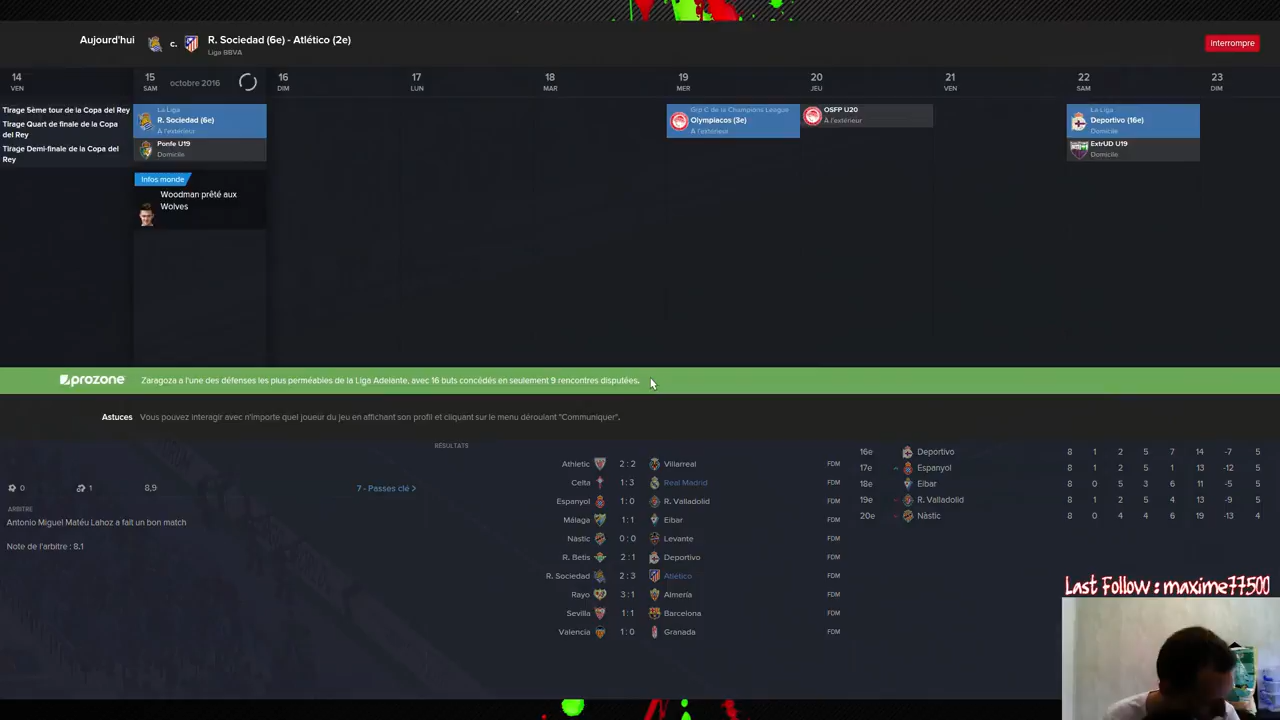 Aujourd'hui
c.
R. Sociedad (6e) - Atlético (2e)
Liga BBVA
Interrompre
14
VEN
15
SAM
octobre 2016
16
DIM
17
LUN
18
MAR
19
MER
20
JEU
21
VEN
22
SAM
23
DIM
Tirage 5ème tour de la Copa del Rey
Tirage Quart de finale de la Copa
del Rey
Tirage Demi-finale de la Copa del
Rey
La Liga
R. Sociedad (6e)
À l'extérieur
Ponfe U19
Domicile
Infos monde
Woodman prêté aux
Wolves
Grp C de la Champions League
Olympiacos (3e)
À l'extérieur
OSFP U20
À l'extérieur
La Liga
Deportivo (16e)
Domicile
ExtrUD U19
Domicile
prozone
Zaragoza a l'une des défenses les plus perméables de la Liga Adelante, avec 16 buts concédés en seulement 9 rencontres disputées.
Astuces
Vous pouvez interagir avec n'importe quel joueur du jeu en affichant son profil et cliquant sur le menu déroulant "Communiquer".
0
1
8,9
7 - Passes clé >
ARBITRE
Antonio Miguel Matéu Lahoz a fait un bon match
Note de l'arbitre : 8.1
RÉSULTATS
Athletic 2 : 2 Villarreal FDM
Celta 1 : 3 Real Madrid FDM
Espanyol 1 : 0 R. Valladolid FDM
Málaga 1 : 1 Eibar FDM
Nàstic 0 : 0 Levante FDM
R. Betis 2 : 1 Deportivo FDM
R. Sociedad 2 : 3 Atlético FDM
Rayo 3 : 1 Almería FDM
Sevilla 1 : 1 Barcelona FDM
Valencia 1 : 0 Granada FDM
16e Deportivo 8 1 2 5 7 14 -7 5
17e Espanyol 8 1 2 5 1 13 -12 5
18e Eibar 8 0 5 3 6 11 -5 5
19e R. Valladolid 8 1 2 5 4 13 -9 5
20e Nàstic 8 0 4 4 6 19 -13 4
Last Follow : maxime77500